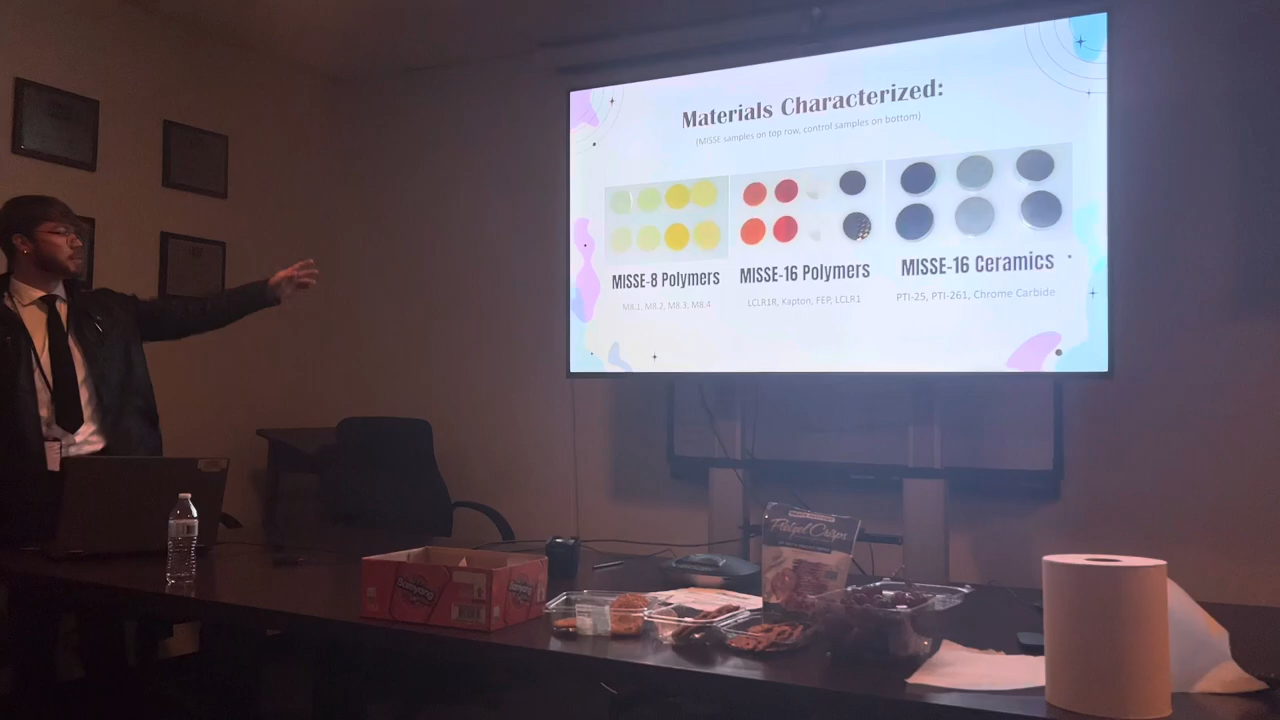 Materials Characterized:
(MISSE samples on top row, control samples on bottom)
MISSE-8 Polymers
M8.1, M8.2, M8.3, M8.4
MISSE-16 Polymers
LCLR1R, Kapton, FEP, LCLR1
MISSE-16 Ceramics
PTI-25, PTI-261, Chrome Carbide
Pretzel Crisps